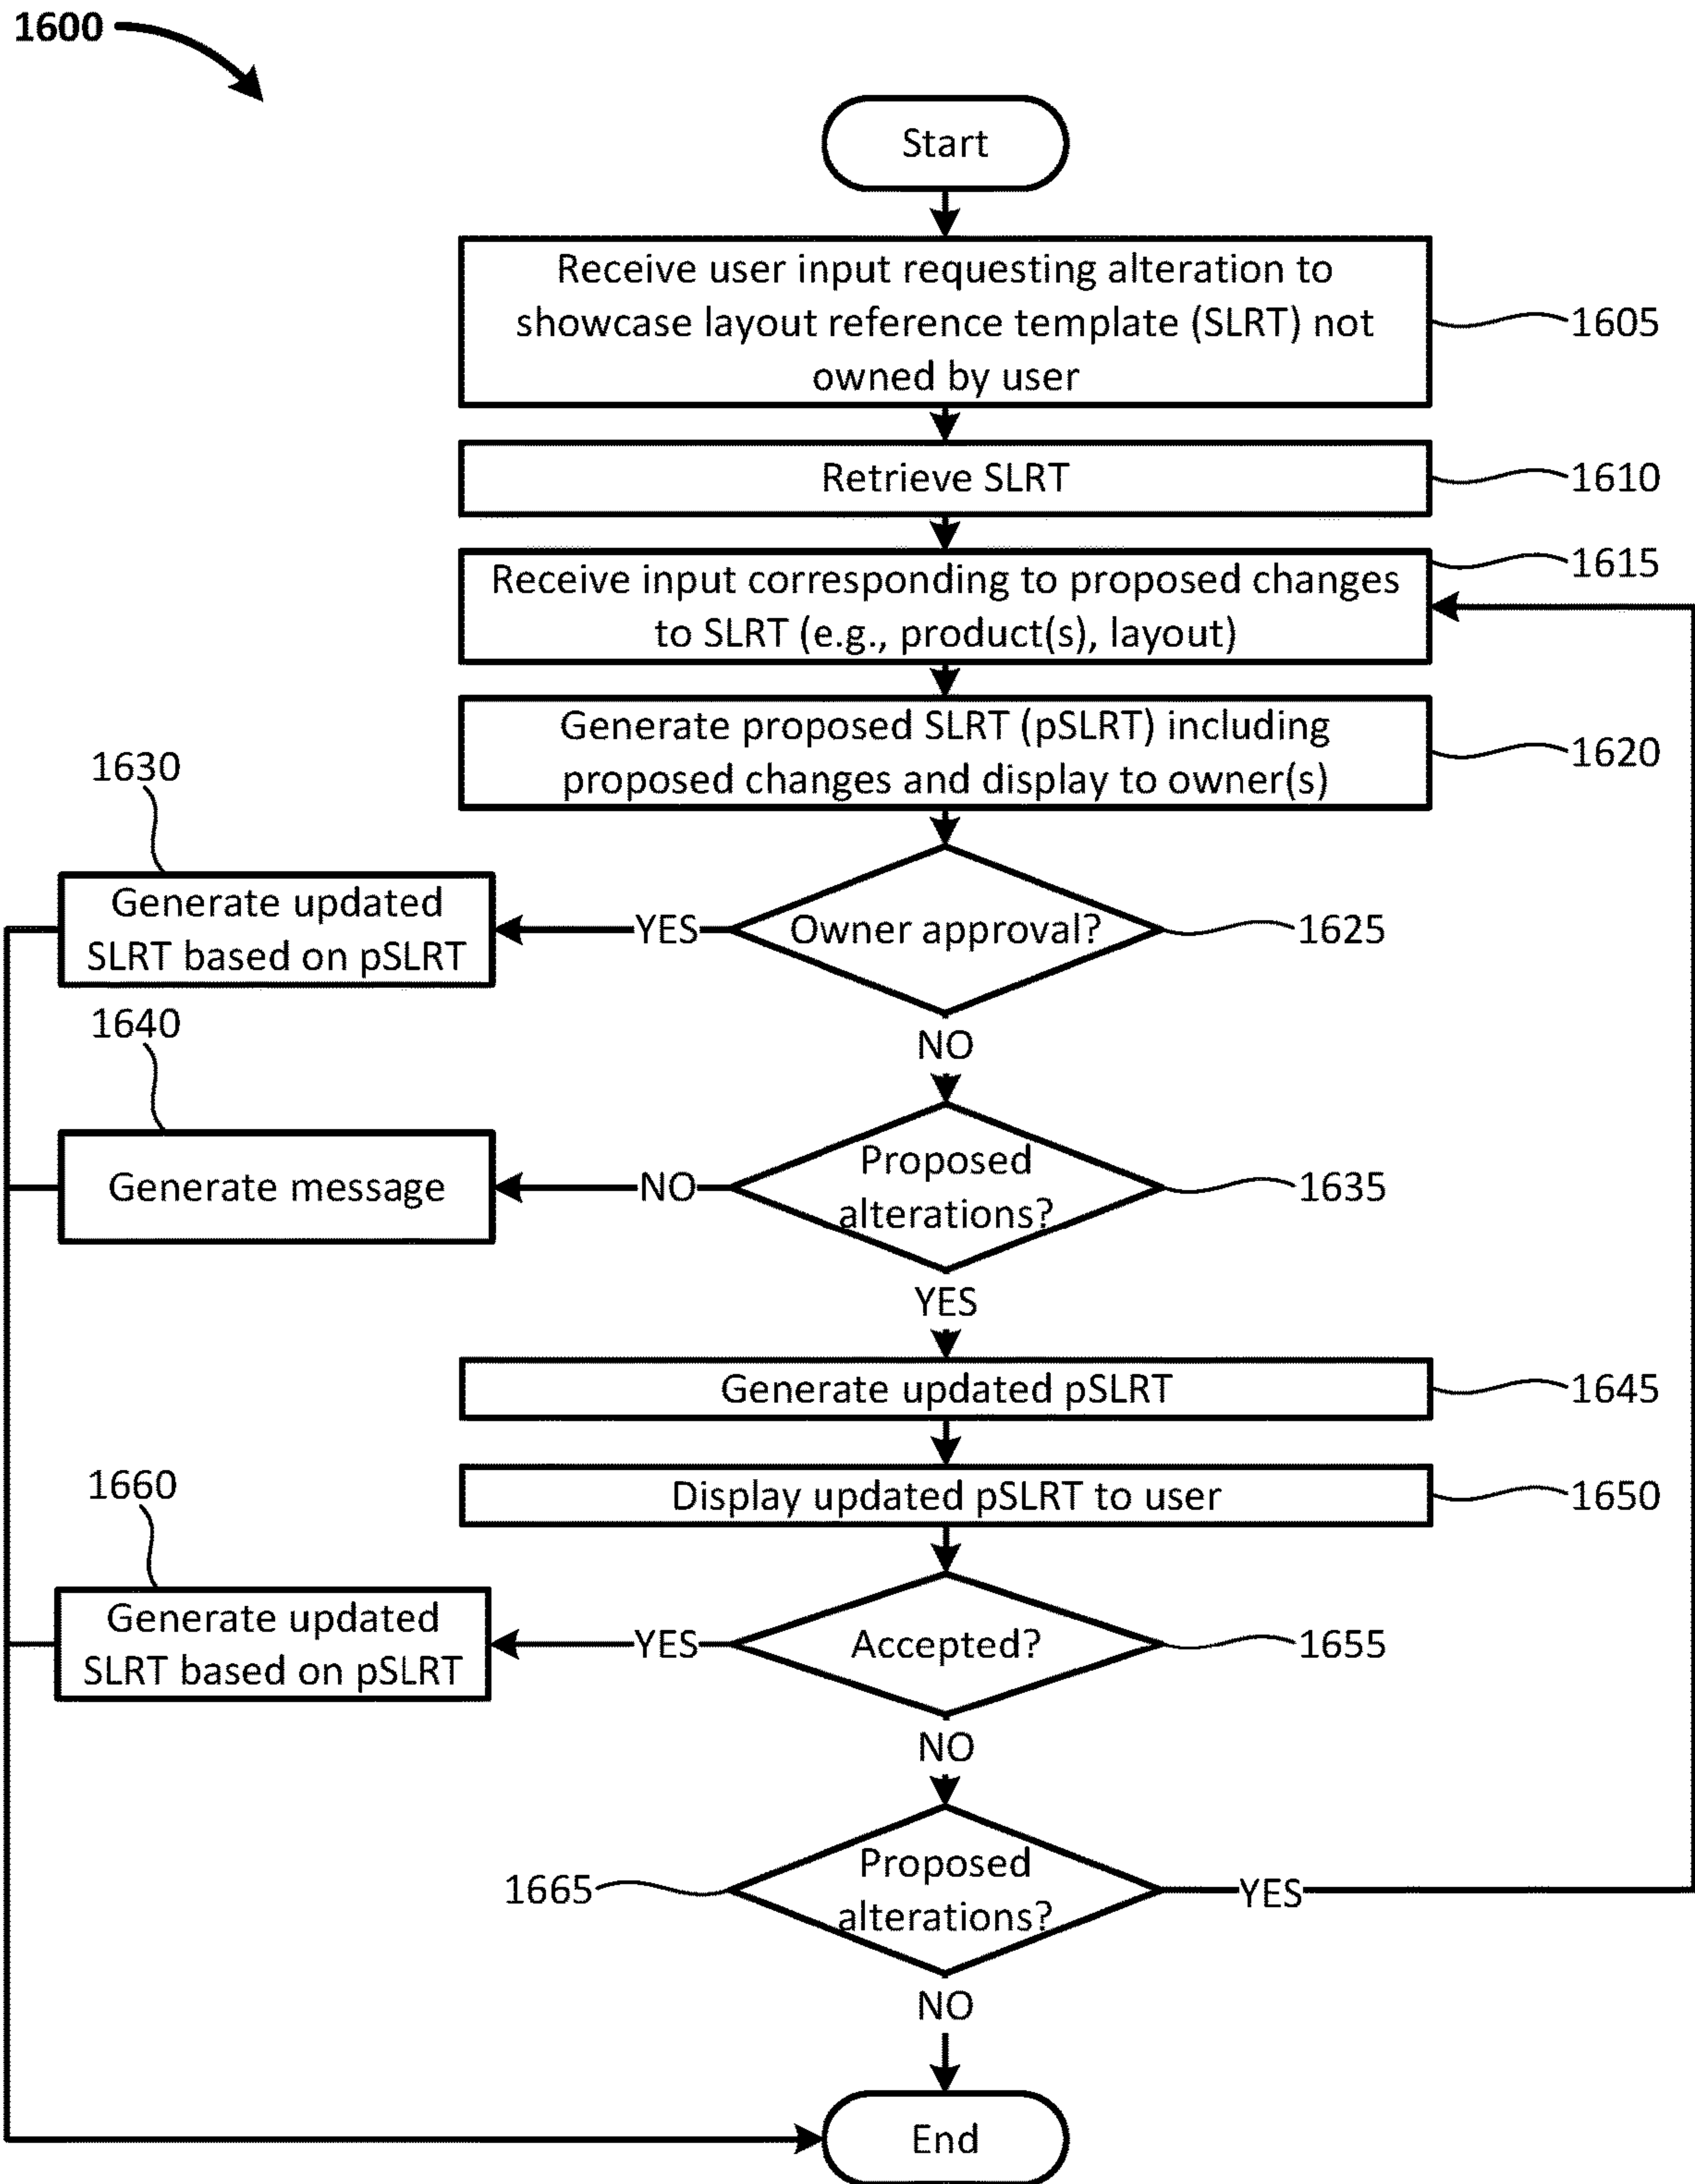 1600
Start
Receive user input requesting alteration to
showcase layout reference template (SLRT) not
owned by user
1605
Retrieve SLRT
1610
Receive input corresponding to proposed changes
to SLRT (e.g., product(s), layout)
1615
Generate proposed SLRT (pSLRT) including
proposed changes and display to owner(s)
1620
1630
Generate updated
SLRT based on pSLRT
YES
Owner approval?
1625
NO
1640
Generate message
NO
Proposed
alterations?
1635
YES
Generate updated pSLRT
1645
Display updated pSLRT to user
1650
1660
Generate updated
SLRT based on pSLRT
YES
Accepted?
1655
NO
1665
Proposed
alterations?
YES
NO
End